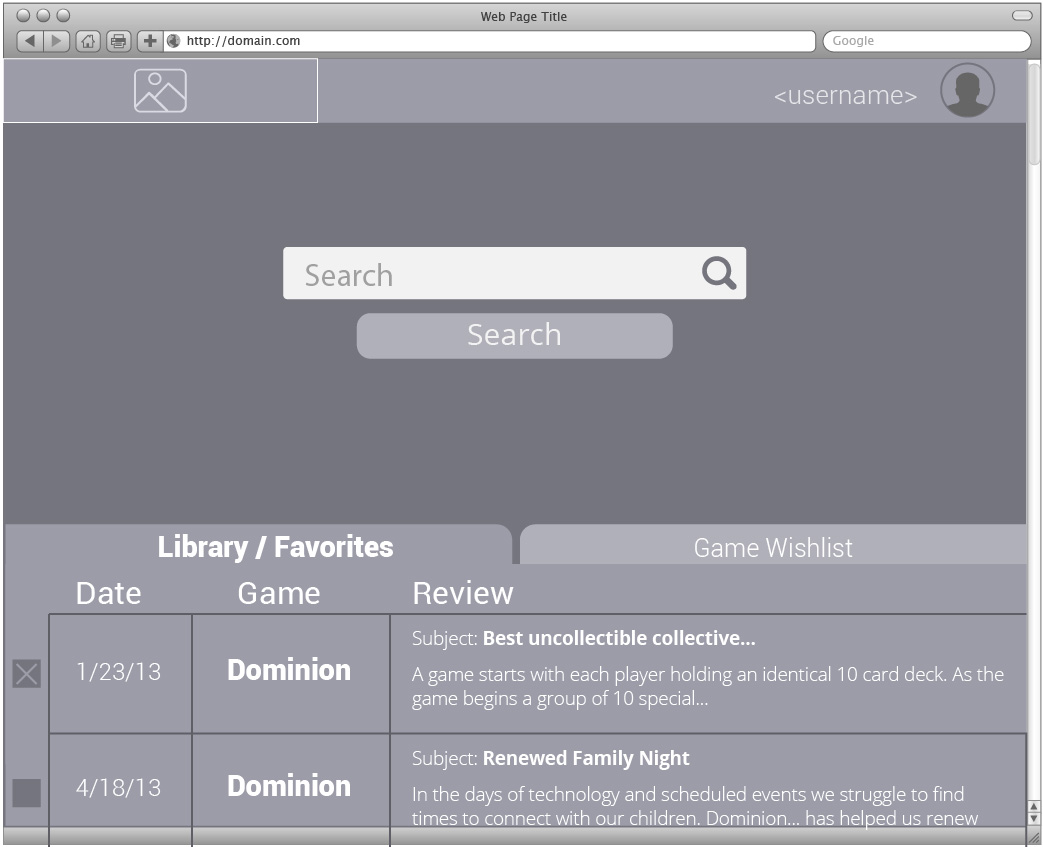 Web Page Title
http://domain.com
Google
<username>
Search
Search
Library / Favorites
Game Wishlist
Date Game Review
Subject: Best uncollectible collective...
1/23/13 Dominion
A game starts with each player holding an identical 10 card deck. As the
game begins a group of 10 special...
Subject: Renewed Family Night
4/18/13 Dominion
In the days of technology and scheduled events we struggle to find
times to connect with our children. Dominion... has helped us renew